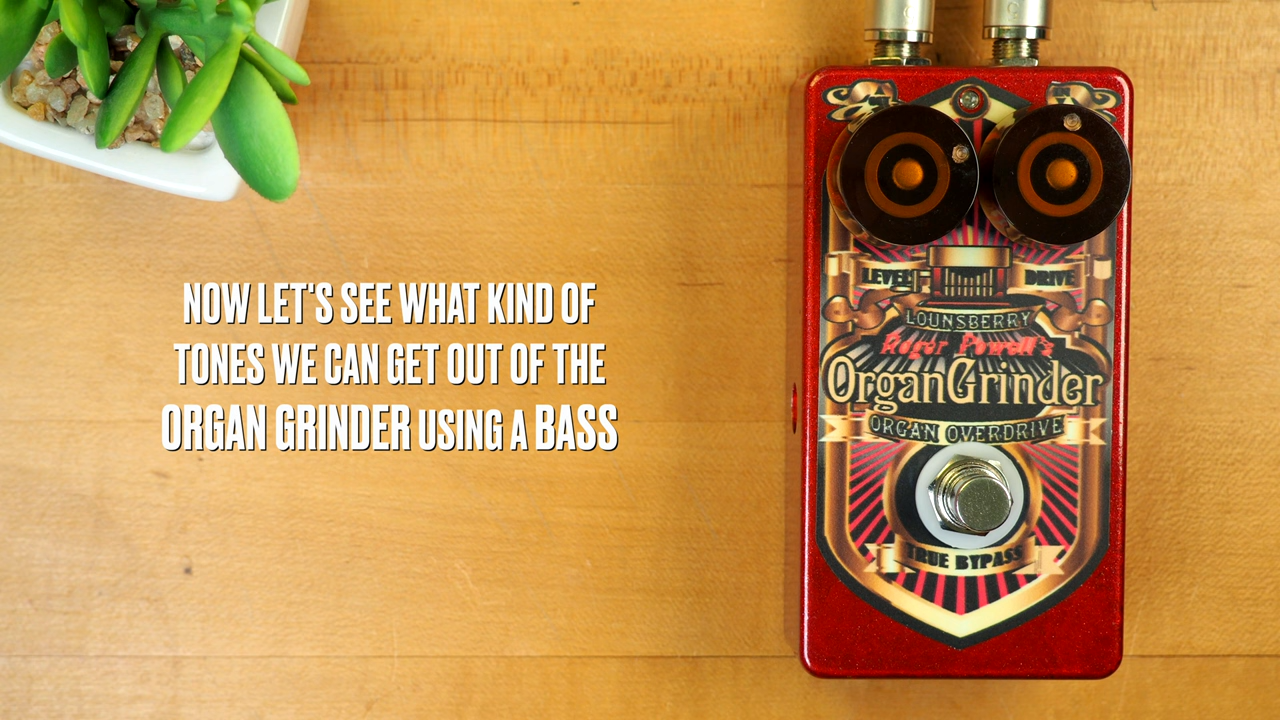 NOW LET'S SEE WHAT KIND OF
TONES WE CAN GET OUT OF THE
ORGAN GRINDER USING A BASS
LEVEL
DRIVE
LOUNSBERRY
Roger Powell's
OrganGrinder
ORGAN OVERDRIVE
TRUE BYPASS